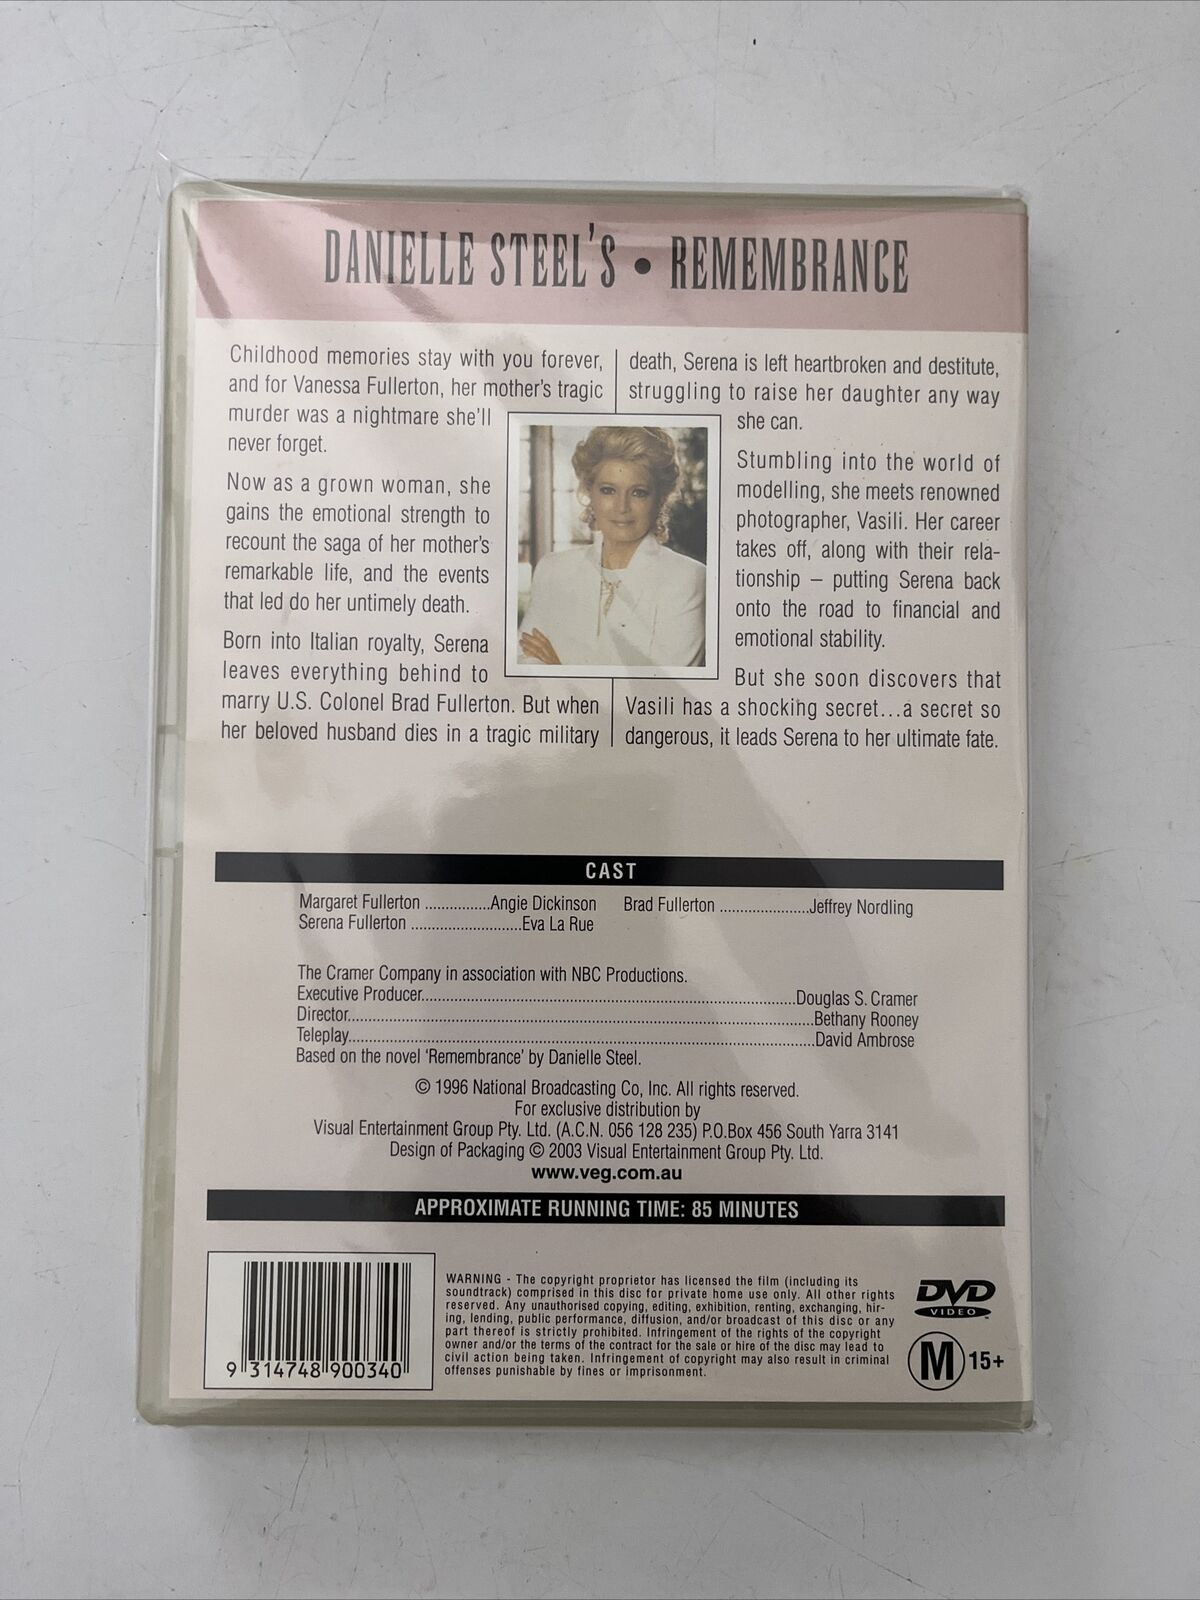 DANIELLE STEEL'S • REMEMBRANCE
Childhood memories stay with you forever,
and for Vanessa Fullerton, her mother's tragic
murder was a nightmare she'll
never forget.
Now as a grown woman, she
gains the emotional strength to
recount the saga of her mother's
remarkable life, and the events
that led do her untimely death.
Born into Italian royalty, Serena
leaves everything behind to
marry U.S. Colonel Brad Fullerton. But when
her beloved husband dies in a tragic military
death, Serena is left heartbroken and destitute,
struggling to raise her daughter any way
she can.
Stumbling into the world of
modelling, she meets renowned
photographer, Vasili. Her career
takes off, along with their rela-
tionship – putting Serena back
onto the road to financial and
emotional stability.
But she soon discovers that
Vasili has a shocking secret...a secret so
dangerous, it leads Serena to her ultimate fate.
CAST
Margaret Fullerton ...............Angie Dickinson
Serena Fullerton ..........................Eva La Rue
Brad Fullerton .....................Jeffrey Nordling
The Cramer Company in association with NBC Productions.
Executive Producer.......................................................................................Douglas S. Cramer
Director.............................................................................................................Bethany Rooney
Teleplay.............................................................................................................David Ambrose
Based on the novel 'Remembrance' by Danielle Steel.
© 1996 National Broadcasting Co, Inc. All rights reserved.
For exclusive distribution by
Visual Entertainment Group Pty. Ltd. (A.C.N. 056 128 235) P.O.Box 456 South Yarra 3141
Design of Packaging © 2003 Visual Entertainment Group Pty. Ltd.
www.veg.com.au
APPROXIMATE RUNNING TIME: 85 MINUTES
9 314748 900340
WARNING - The copyright proprietor has licensed the film (including its
soundtrack) comprised in this disc for private home use only. All other rights
reserved. Any unauthorised copying, editing, exhibition, renting, exchanging, hir-
ing, lending, public performance, diffusion, and/or broadcast of this disc or any
part thereof is strictly prohibited. Infringement of the rights of the copyright
owner and/or the terms of the contract for the sale or hire of the disc may lead to
civil action being taken. Infringement of copyright may also result in criminal
offenses punishable by fines or imprisonment.
DVD
VIDEO
M 15+